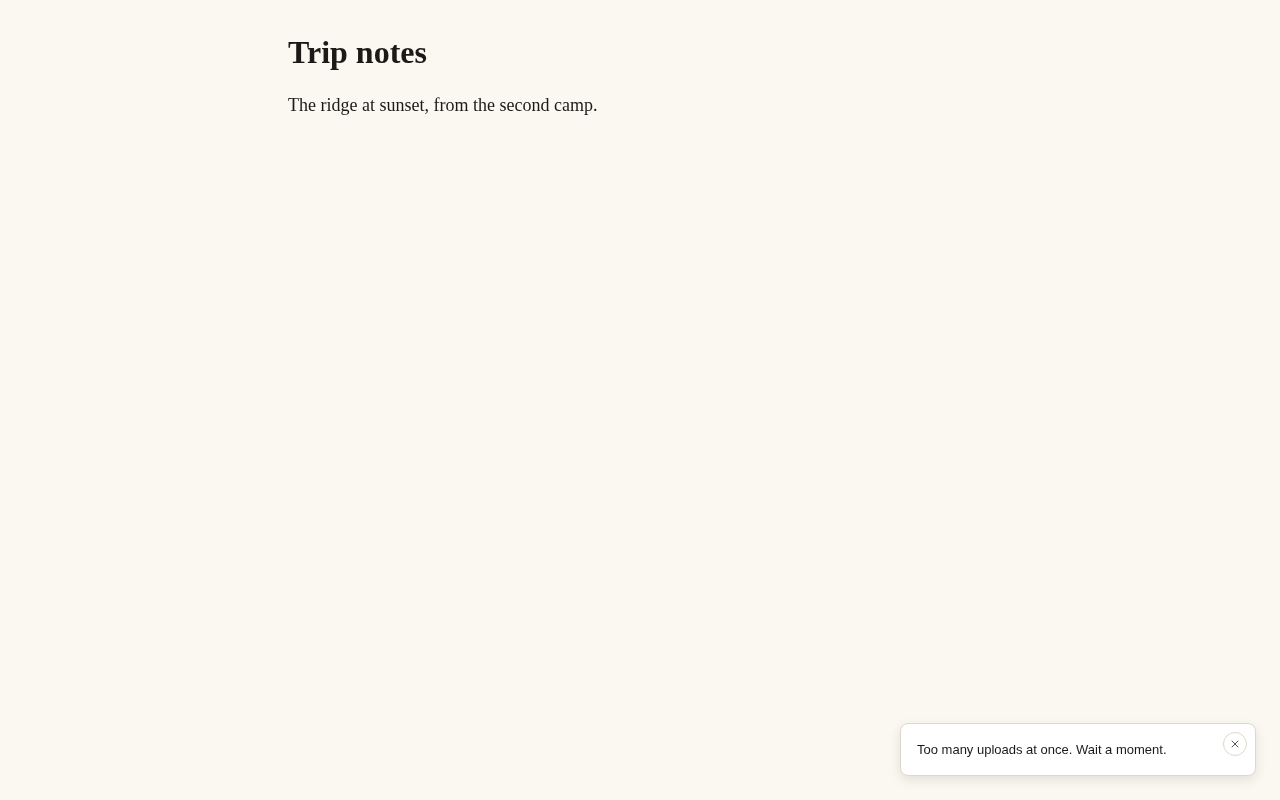 Trip notes
The ridge at sunset, from the second camp.
Too many uploads at once. Wait a moment.